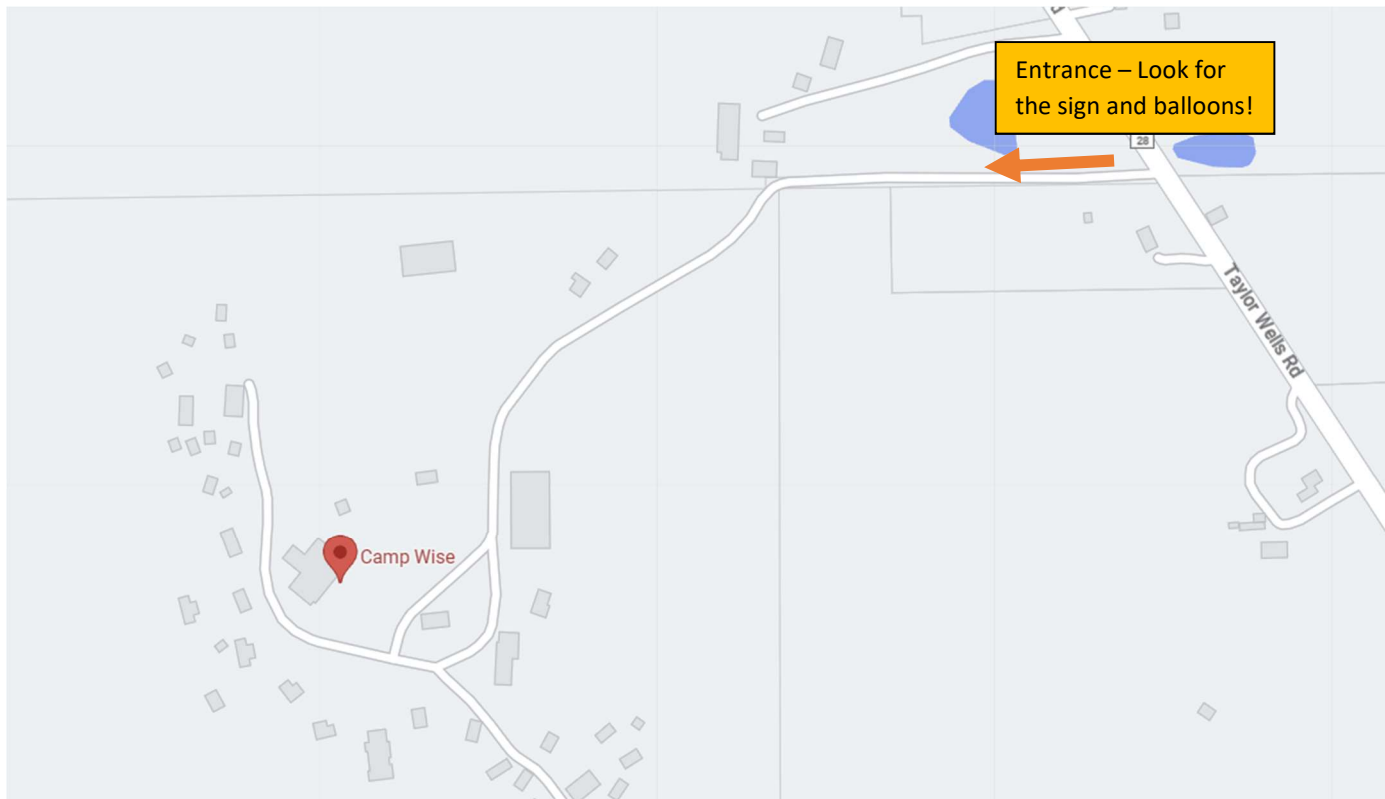 Entrance – Look for
the sign and balloons!
28
Taylor Wells Rd
Camp Wise